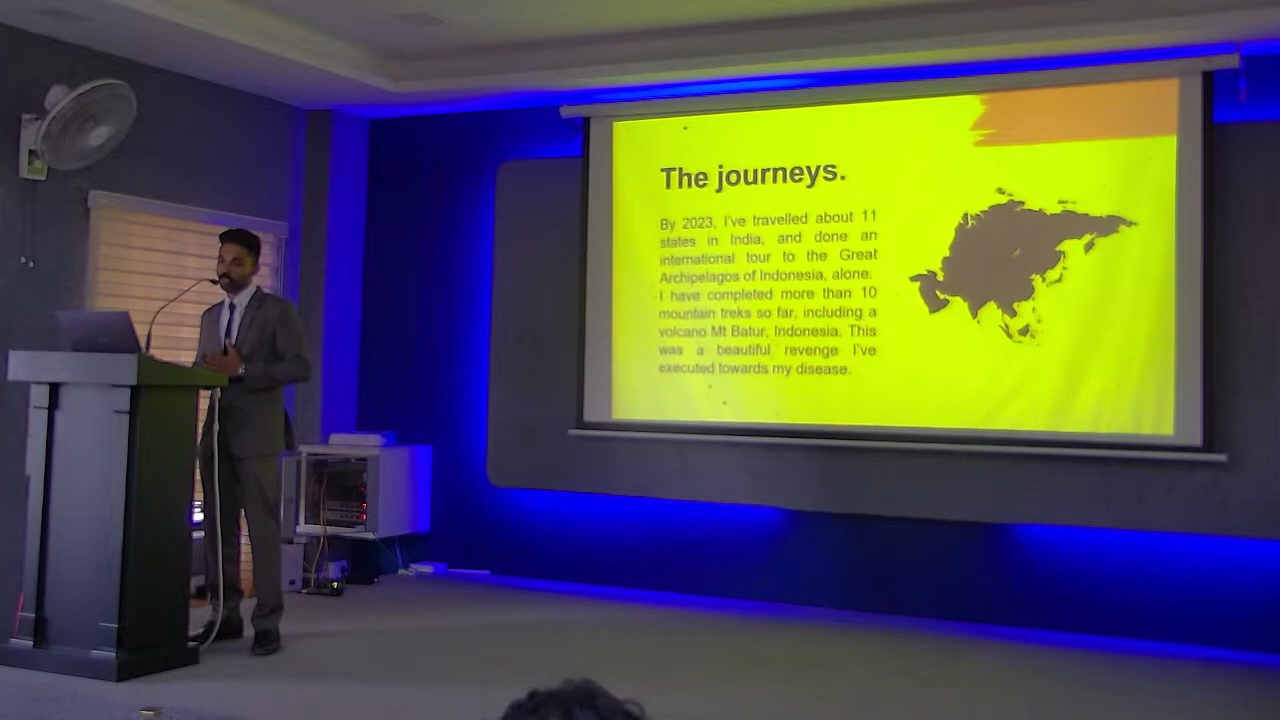 The journeys.
By 2023, I've travelled about 11
states in India, and done an
international tour to the Great
Archipelagos of Indonesia, alone.
I have completed more than 10
mountain treks so far, including a
volcano Mt Batur, Indonesia. This
was a beautiful revenge I've
executed towards my disease.